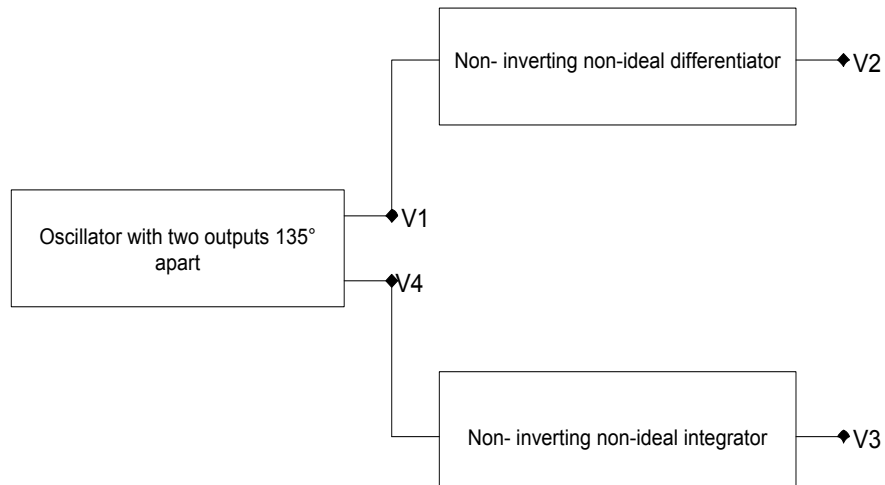 Non- inverting non-ideal differentiator
V2
Oscillator with two outputs 135°
apart
V1
V4
Non- inverting non-ideal integrator
V3